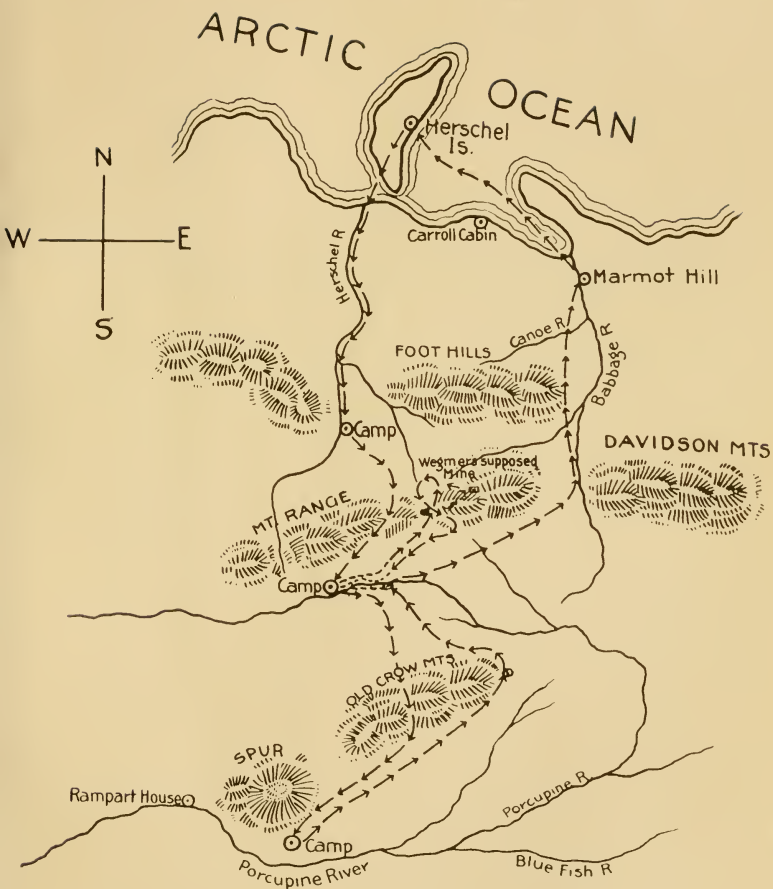 ARCTIC OCEAN
N
W E
S
Herschel
Is.
Carroll Cabin
Herschel R
Marmot Hill
Canoe R
FOOT HILLS
Babbage R
Camp
Wegmers supposed
Mine
DAVIDSON MTS
MT. RANGE
Camp
OLD CROW MTS
SPUR
Rampart House
Porcupine R.
Camp
Porcupine River
Blue Fish R